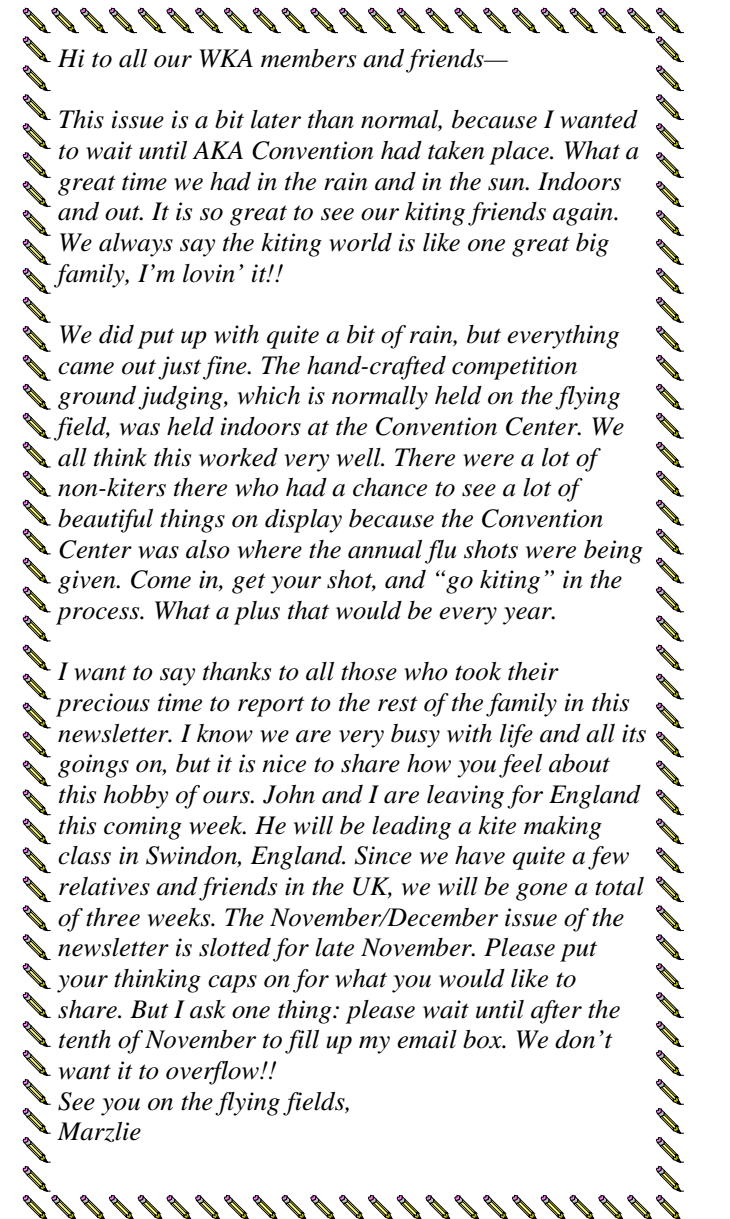 Hi to all our WKA members and friends—
This issue is a bit later than normal, because I wanted
to wait until AKA Convention had taken place. What a
great time we had in the rain and in the sun. Indoors
and out. It is so great to see our kiting friends again.
We always say the kiting world is like one great big
family, I'm lovin' it!!
We did put up with quite a bit of rain, but everything
came out just fine. The hand-crafted competition
ground judging, which is normally held on the flying
field, was held indoors at the Convention Center. We
all think this worked very well. There were a lot of
non-kiters there who had a chance to see a lot of
beautiful things on display because the Convention
Center was also where the annual flu shots were being
given. Come in, get your shot, and “go kiting” in the
process. What a plus that would be every year.
I want to say thanks to all those who took their
precious time to report to the rest of the family in this
newsletter. I know we are very busy with life and all its
goings on, but it is nice to share how you feel about
this hobby of ours. John and I are leaving for England
this coming week. He will be leading a kite making
class in Swindon, England. Since we have quite a few
relatives and friends in the UK, we will be gone a total
of three weeks. The November/December issue of the
newsletter is slotted for late November. Please put
your thinking caps on for what you would like to
share. But I ask one thing: please wait until after the
tenth of November to fill up my email box. We don't
want it to overflow!!
See you on the flying fields,
Marzlie